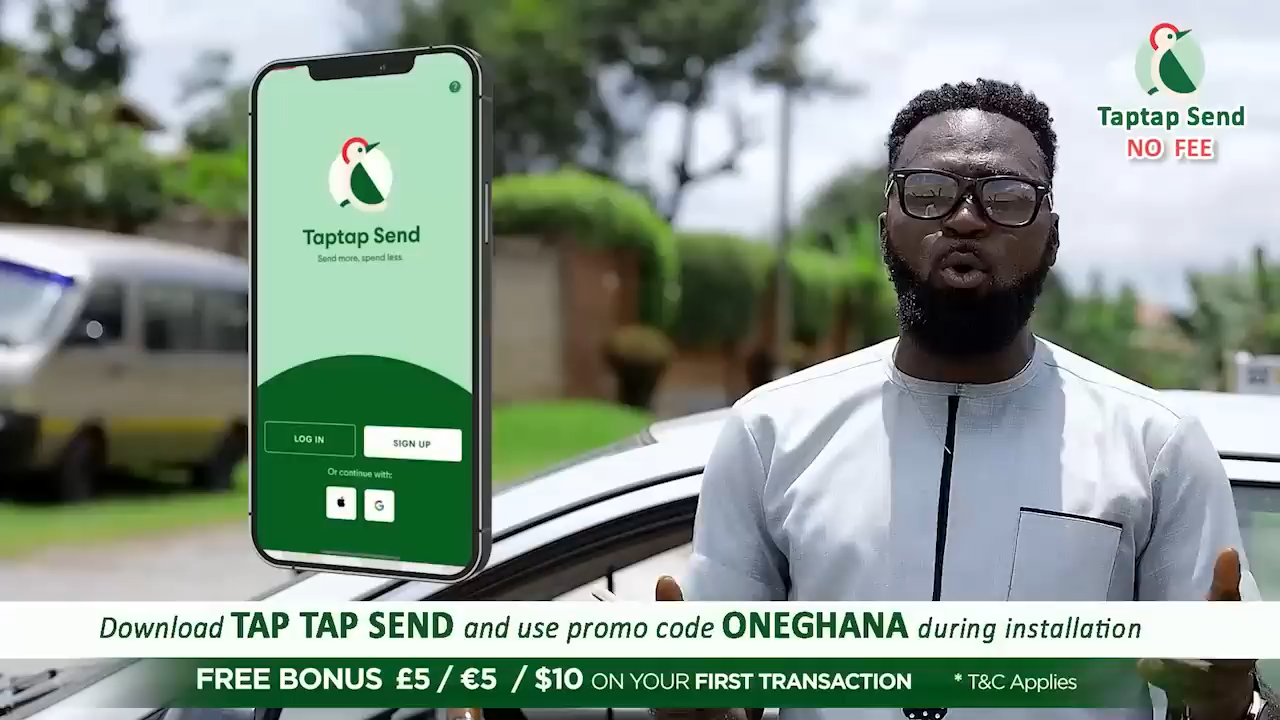 Taptap Send
NO FEE
?
Taptap Send
Send more, spend less.
LOG IN
SIGN UP
Or continue with:
G
Download TAP TAP SEND and use promo code ONEGHANA during installation
FREE BONUS £5 / €5 / $10 ON YOUR FIRST TRANSACTION * T&C Applies